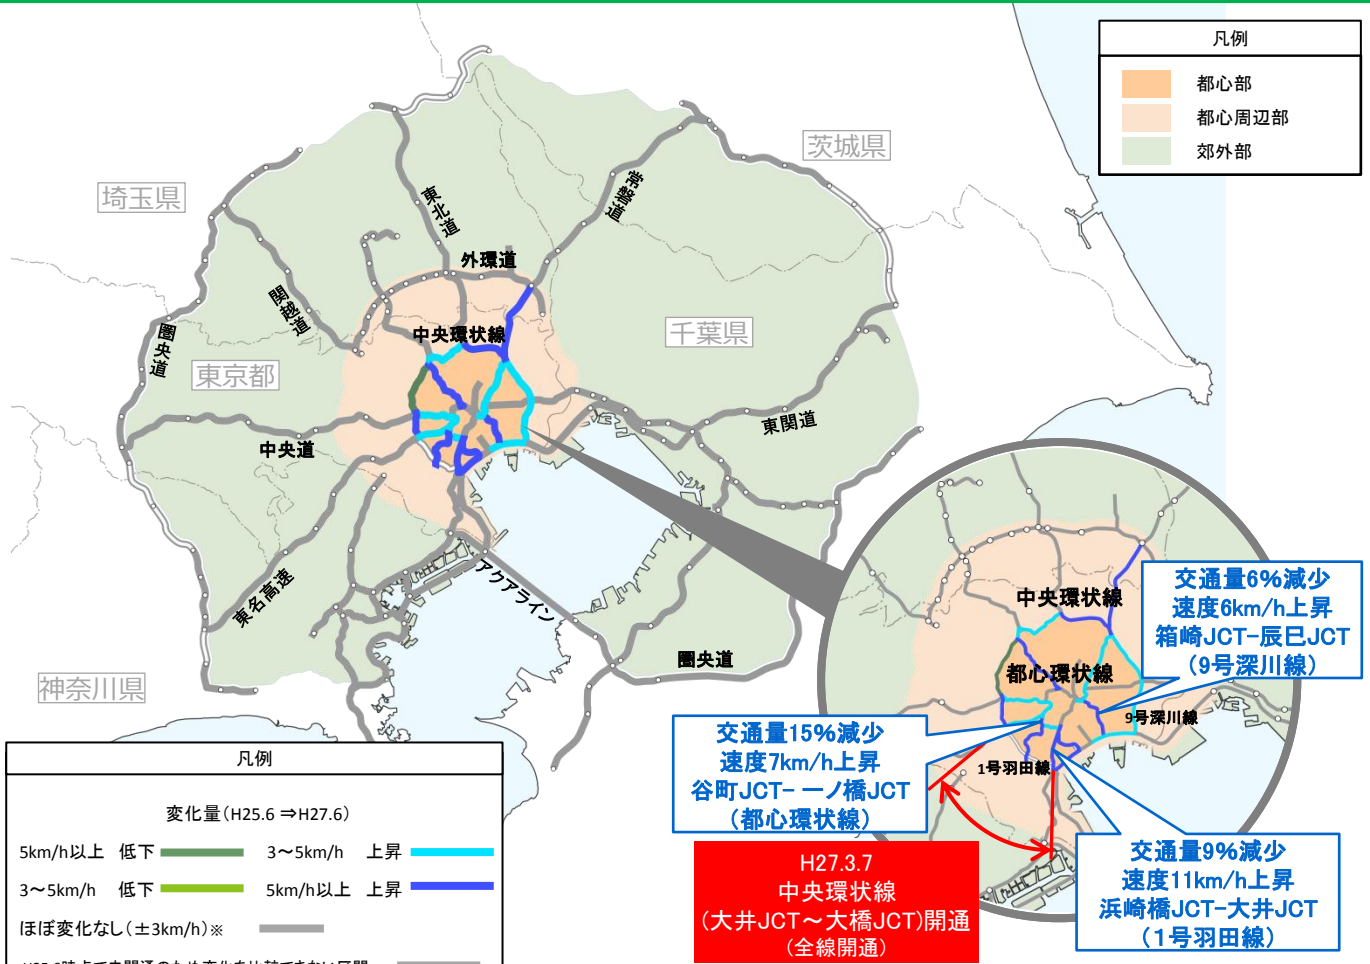 凡例
都心部
都心周辺部
郊外部
茨城県
埼玉県
東北道
常磐道
外環道
関越道
圏央道
中央環状線
千葉県
東京都
東関道
中央道
東名高速
アクアライン
圏央道
神奈川県
中央環状線
都心環状線
9号深川線
1号羽田線
交通量6%減少
速度6km/h上昇
箱崎JCT-辰巳JCT
(9号深川線)
交通量15%減少
速度7km/h上昇
谷町JCT- 一ノ橋JCT
(都心環状線)
交通量9%減少
速度11km/h上昇
浜崎橋JCT-大井JCT
(1号羽田線)
H27.3.7
中央環状線
(大井JCT～大橋JCT)開通
(全線開通)
凡例
変化量(H25.6 ⇒H27.6)
5km/h以上 低下
3～5km/h 上昇
3～5km/h 低下
5km/h以上 上昇
ほぼ変化なし(±3km/h)※